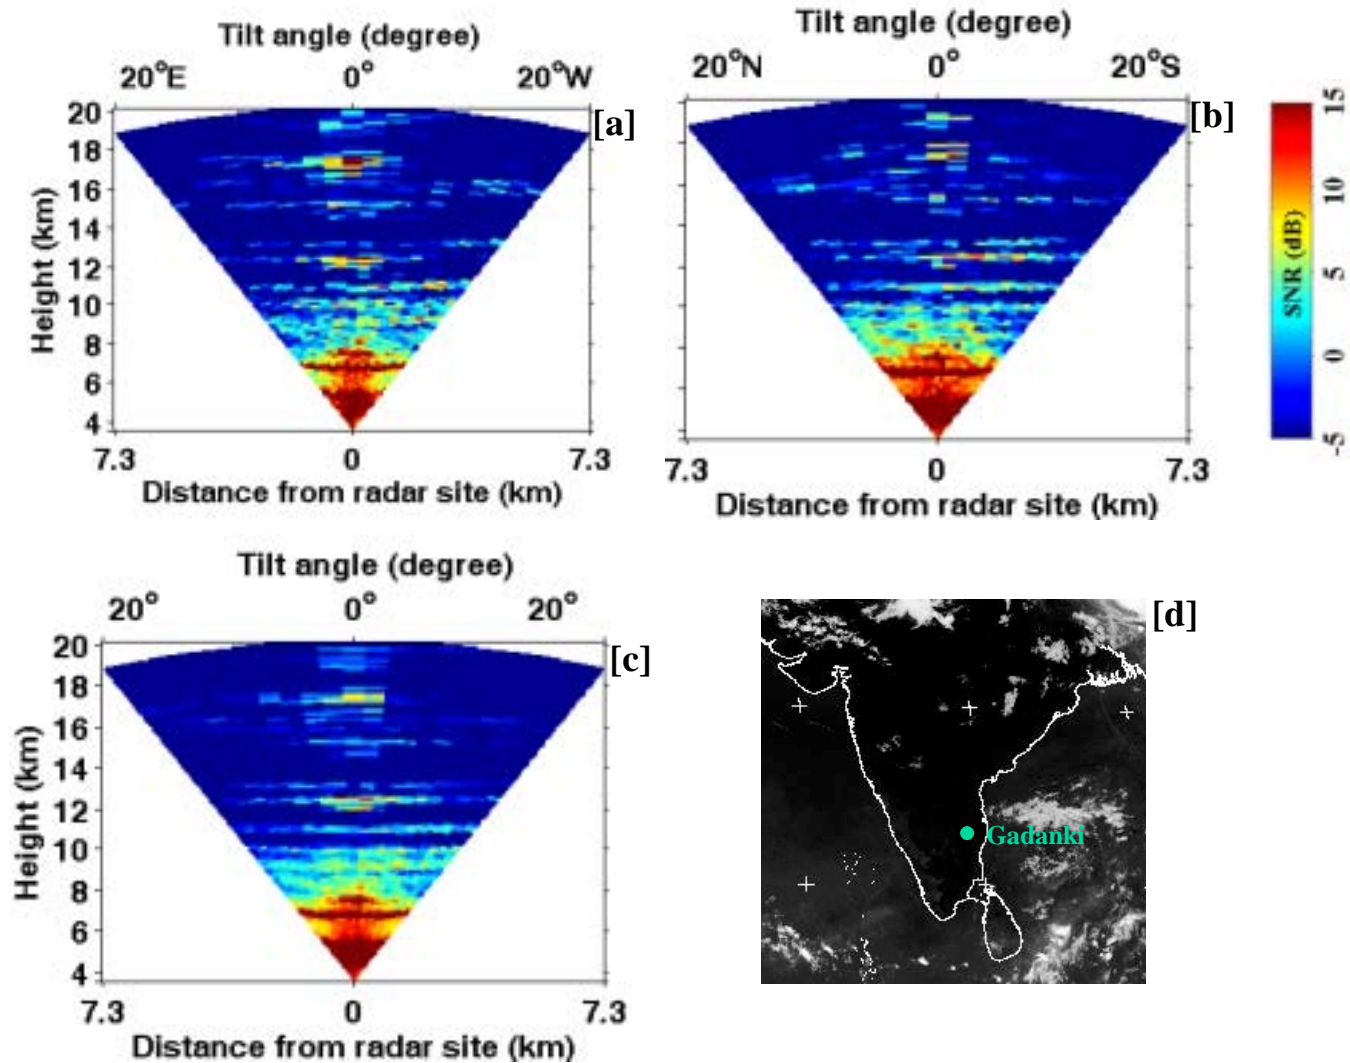 Tilt angle (degree)
20°E 0° 20°W
[a]
20
18
16
14
12
10
8
6
4
Height (km)
7.3 0 7.3
Distance from radar site (km)
Tilt angle (degree)
20°N 0° 20°S
[b]
7.3 0 7.3
Distance from radar site (km)
15
10
5
0
-5
SNR (dB)
Tilt angle (degree)
20° 0° 20°
[c]
20
18
16
14
12
10
8
6
4
Height (km)
7.3 0 7.3
Distance from radar site (km)
[d]
Gadanki